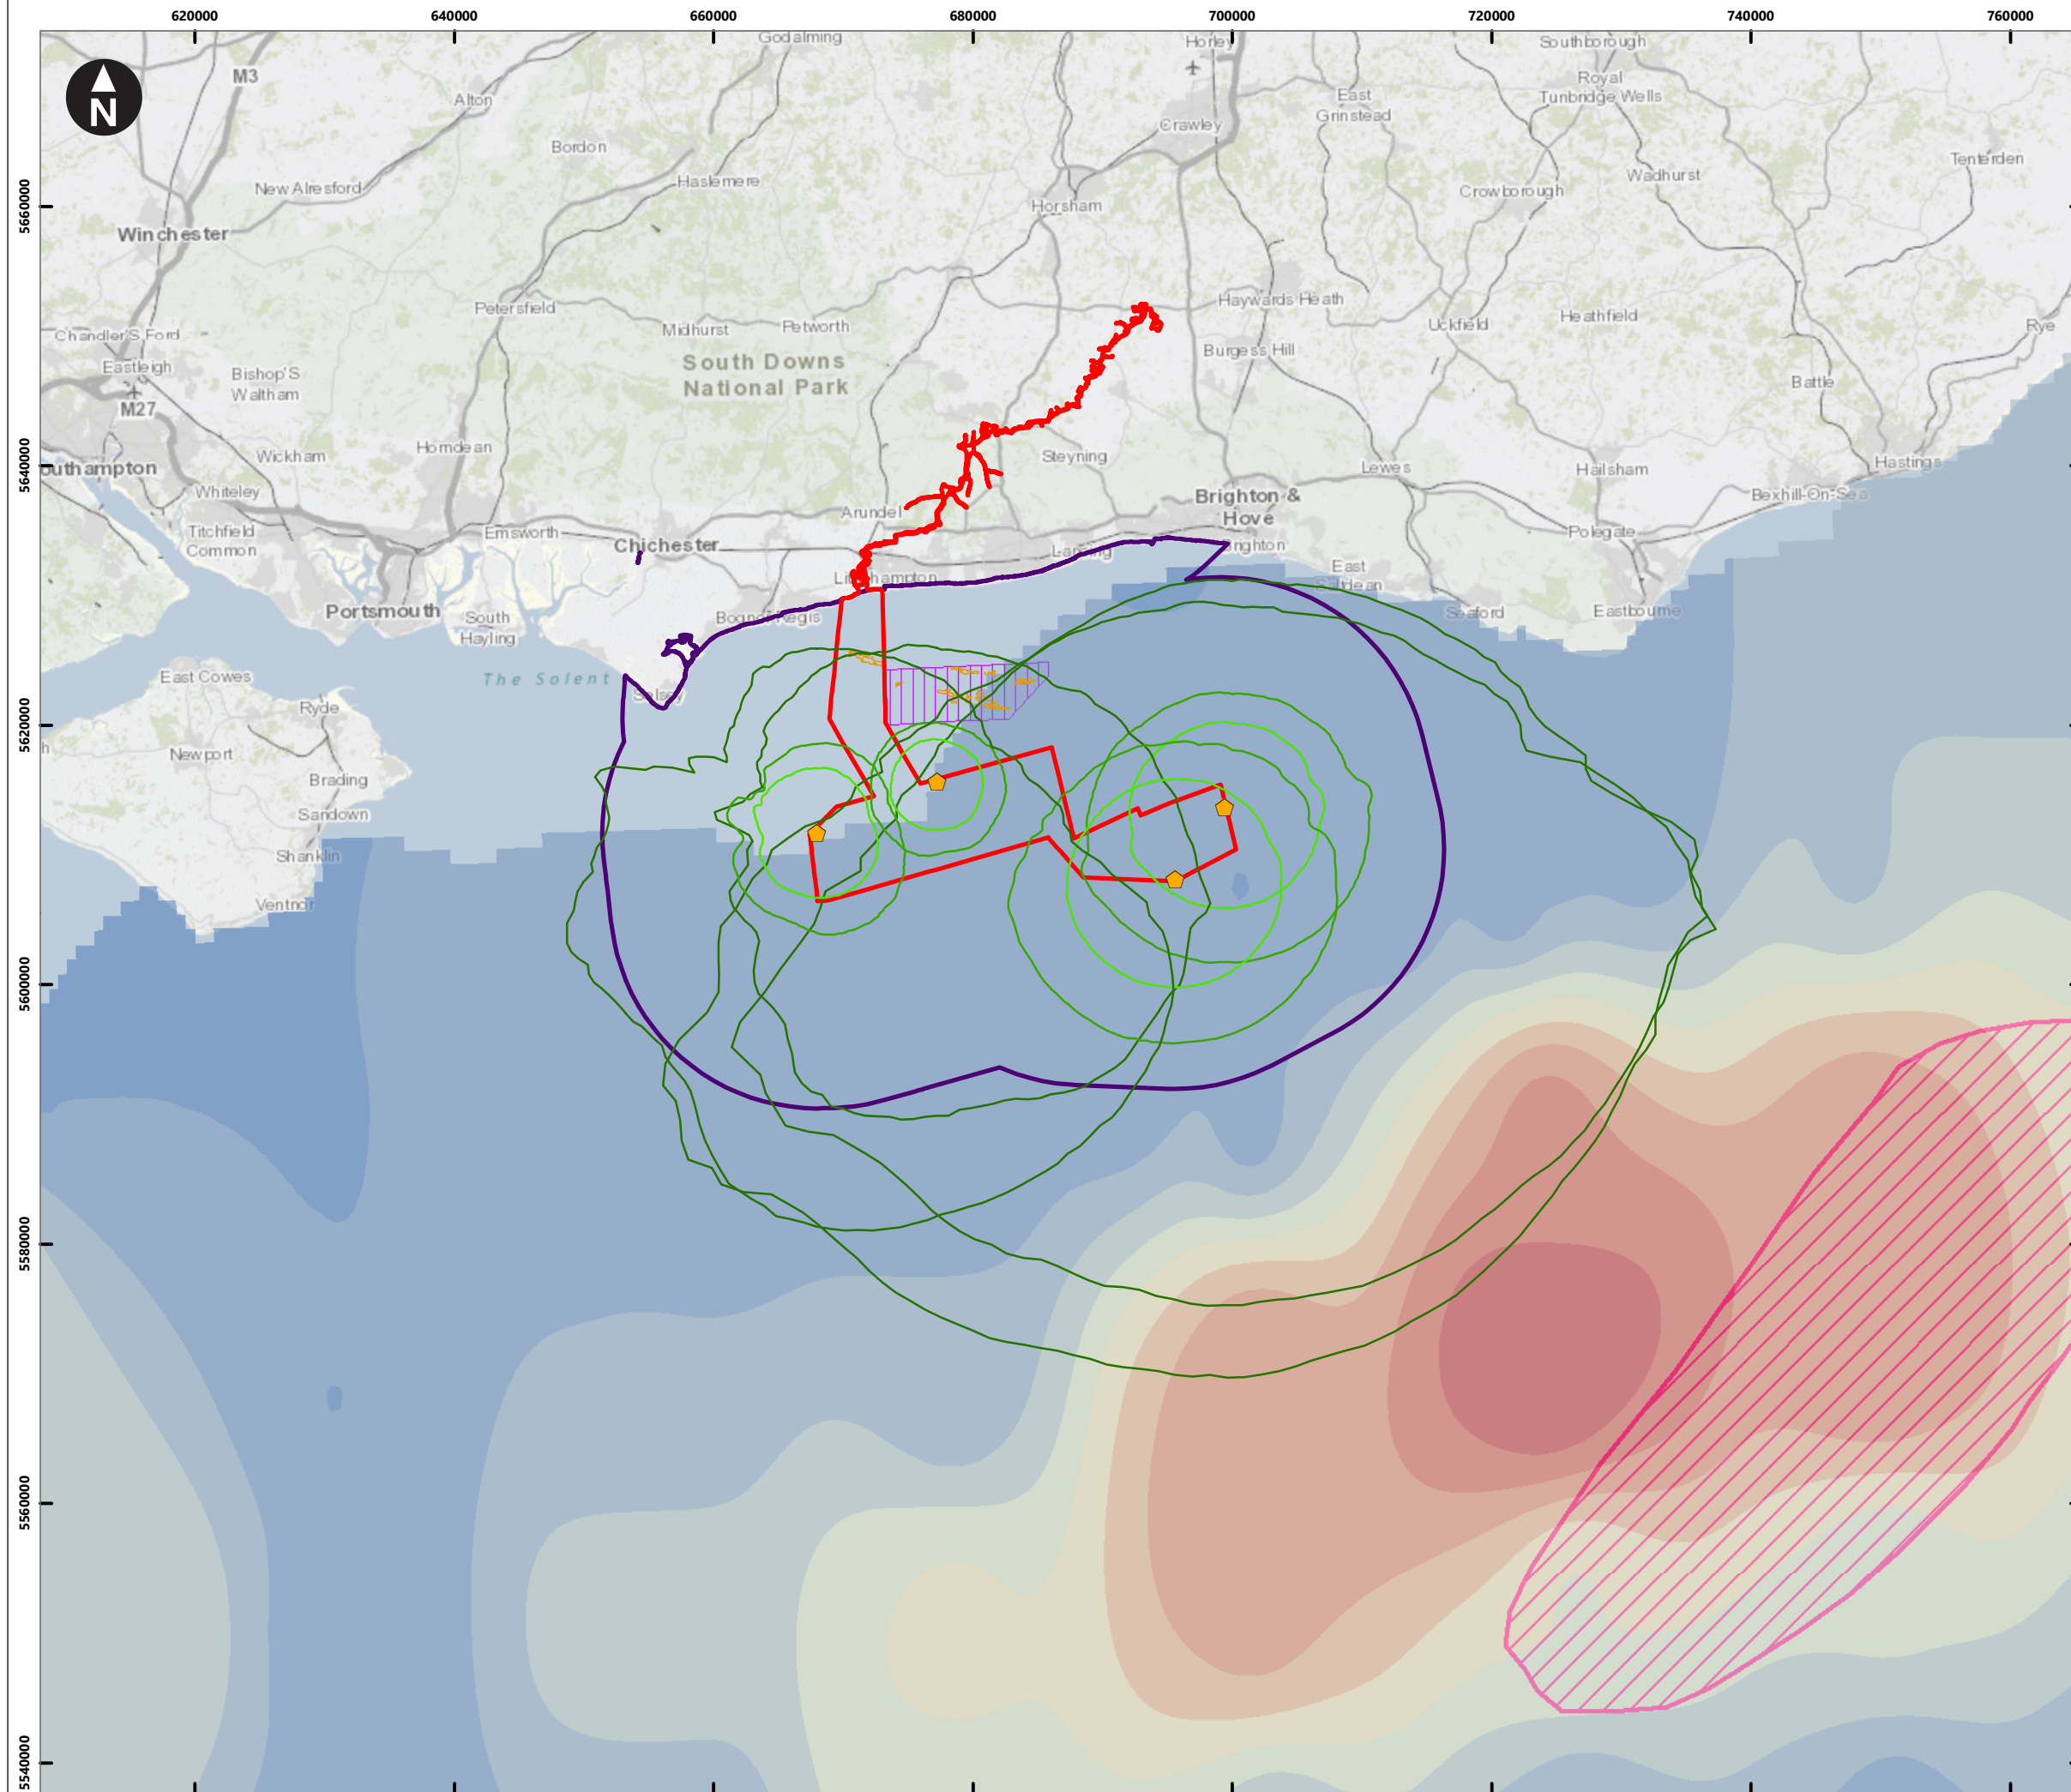 620000 640000 660000 680000 700000 720000 740000 760000
N
Godalming
Horley
Southborough
M3
Royal
Tunbridge Wells
Alton
East
Grinstead
Crawley
Bordon
Tenterden
Haslemere
Wadhurst
New Alresford
Crowborough
5660000
Horsham
Winchester
Haywards Heath
Petersfield
Heathfield
Midhurst
Petworth
Uckfield
Rye
Chandler'S Ford
Burgess Hill
Eastleigh
South Downs
National Park
Bishop'S
Waltham
Battle
M27
Horndean
5640000
Wickham
Steyning
Lewes
Hailsham
Hastings
outhampton
Whiteley
Brighton &
Hove
Bexhill-On-Sea
Arundel
Titchfield
Common
Emsworth
Polegate
Chichester
Brighton
Lancing
Littlehampton
East
Saltdean
Portsmouth
South
Hayling
Bognor Regis
Seaford
Eastbourne
East Cowes
The Solent
Selsey
Ryde
5620000
h
Newport
Brading
Sandown
Shanklin
Ventnor
5600000
5580000
5560000
5540000